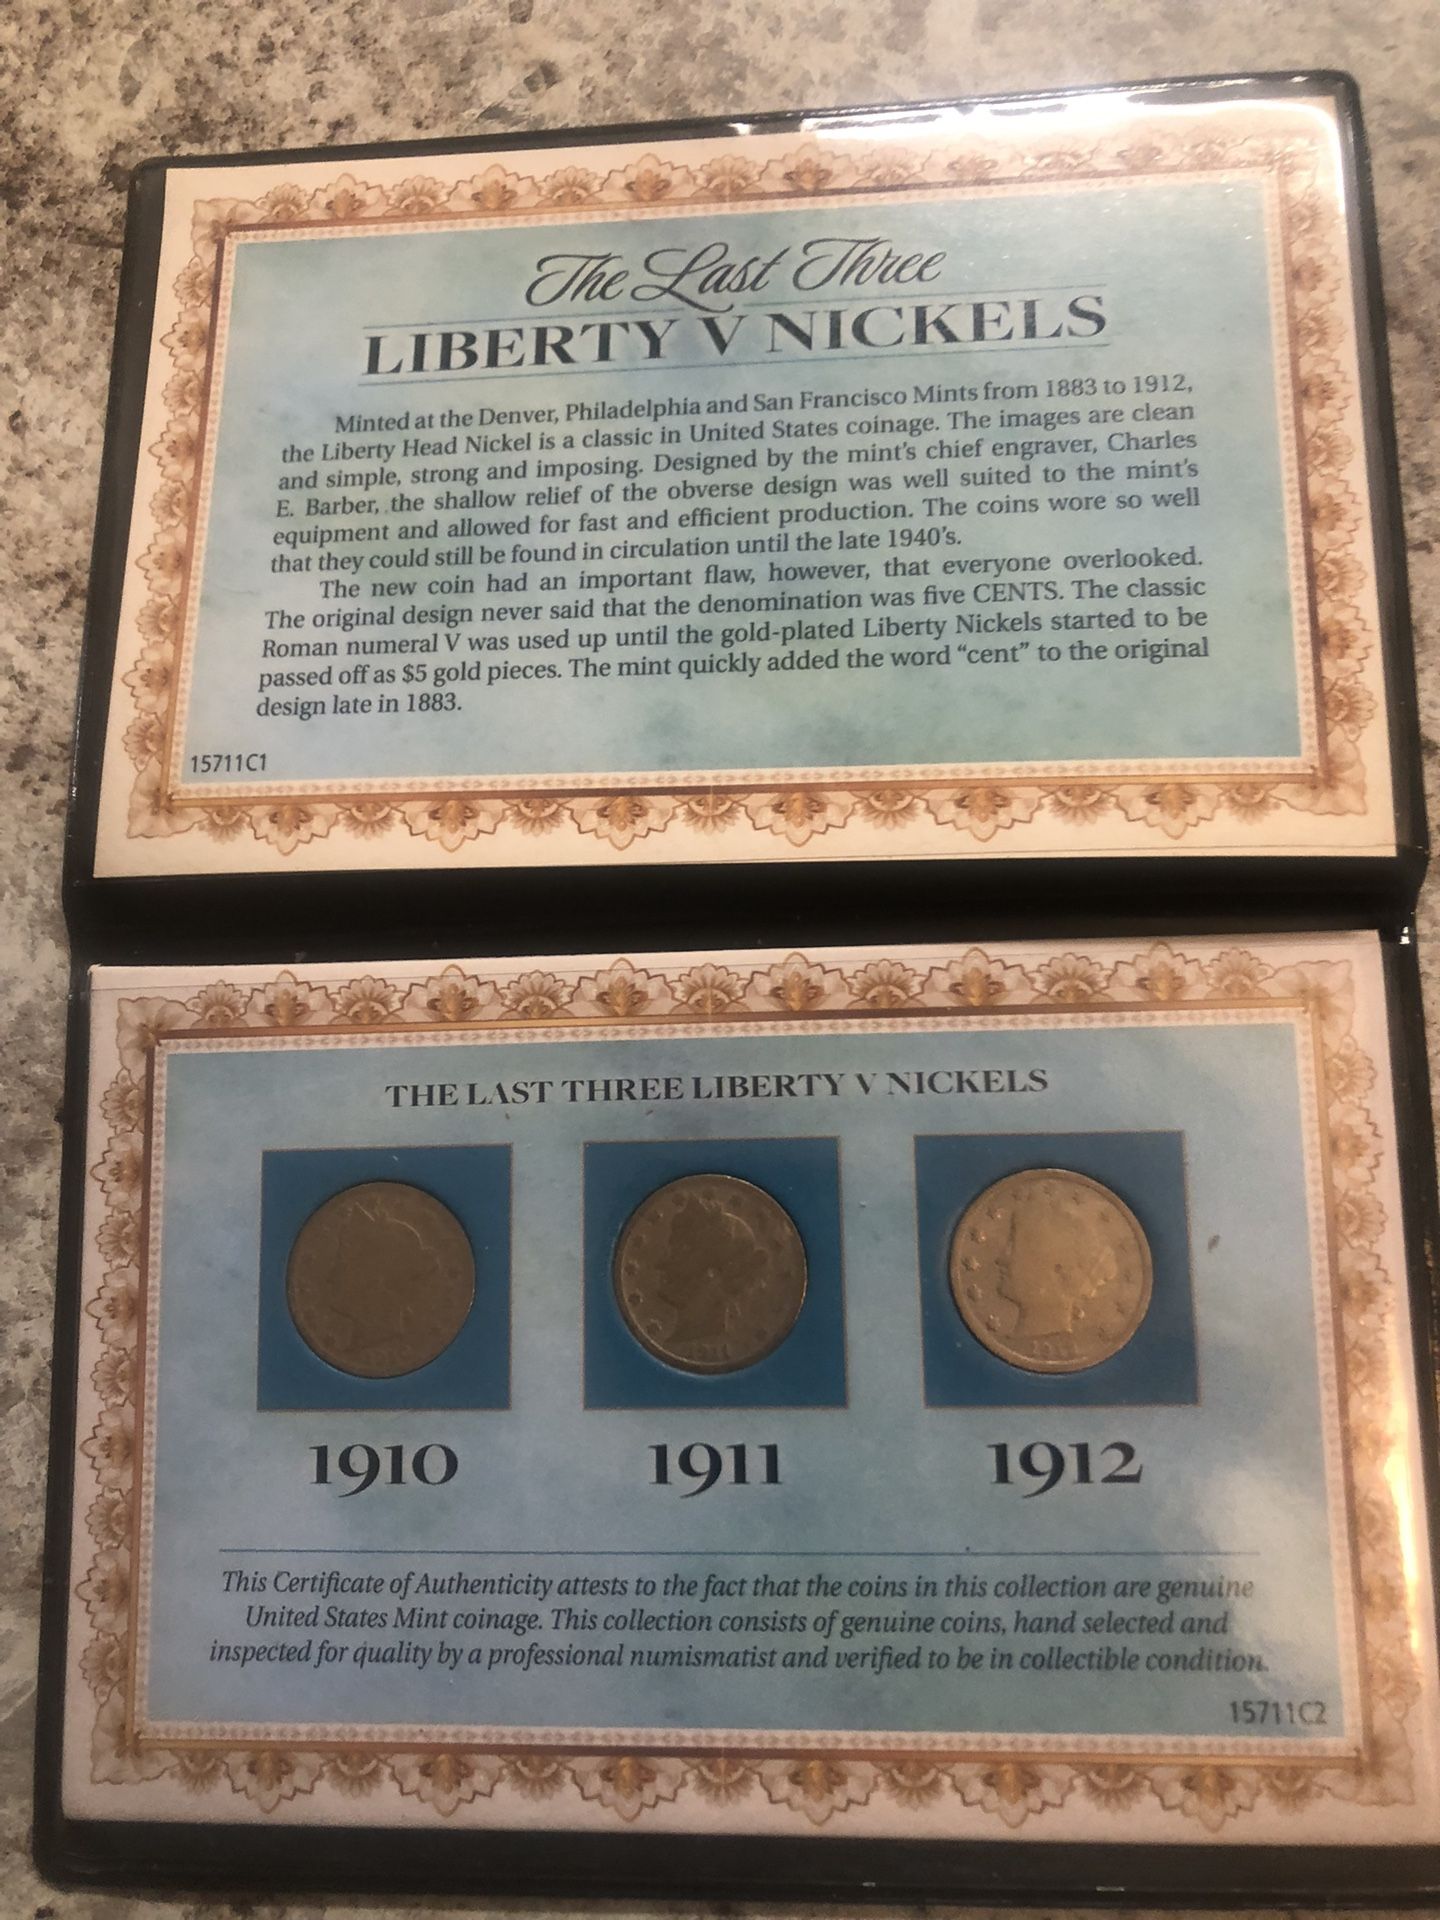 The Last Three
LIBERTY V NICKELS
Minted at the Denver, Philadelphia and San Francisco Mints from 1883 to 1912,
the Liberty Head Nickel is a classic in United States coinage. The images are clean
and simple, strong and imposing. Designed by the mint's chief engraver, Charles
E. Barber, the shallow relief of the obverse design was well suited to the mint's
equipment and allowed for fast and efficient production. The coins wore so well
that they could still be found in circulation until the late 1940's.
The new coin had an important flaw, however, that everyone overlooked.
The original design never said that the denomination was five CENTS. The classic
Roman numeral V was used up until the gold-plated Liberty Nickels started to be
passed off as $5 gold pieces. The mint quickly added the word “cent” to the original
design late in 1883.
15711C1
THE LAST THREE LIBERTY V NICKELS
1910
1911
1912
This Certificate of Authenticity attests to the fact that the coins in this collection are genuine
United States Mint coinage. This collection consists of genuine coins, hand selected and
inspected for quality by a professional numismatist and verified to be in collectible condition.
15711C2